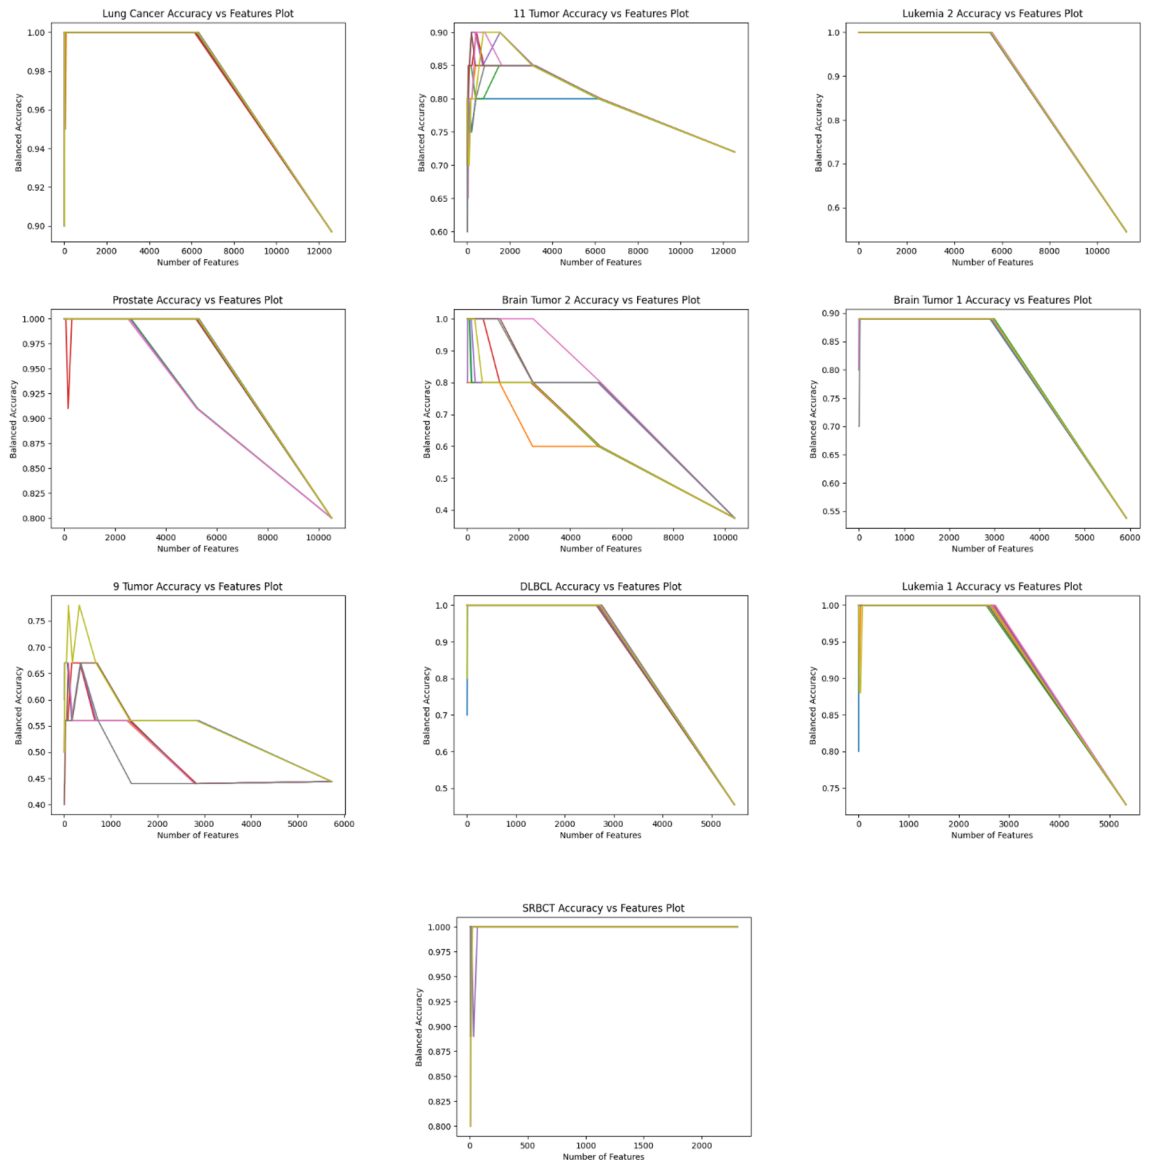 Lung Cancer Accuracy vs Features Plot
1.00
0.98
0.96
0.94
0.92
0.90
Balanced Accuracy
0 2000 4000 6000 8000 10000 12000
Number of Features
11 Tumor Accuracy vs Features Plot
0.90
0.85
0.80
0.75
0.70
0.65
0.60
Balanced Accuracy
0 2000 4000 6000 8000 10000 12000
Number of Features
Lukemia 2 Accuracy vs Features Plot
1.0
0.9
0.8
0.7
0.6
Balanced Accuracy
0 2000 4000 6000 8000 10000
Number of Features
Prostate Accuracy vs Features Plot
1.000
0.975
0.950
0.925
0.900
0.875
0.850
0.825
0.800
Balanced Accuracy
0 2000 4000 6000 8000 10000
Number of Features
Brain Tumor 2 Accuracy vs Features Plot
1.0
0.9
0.8
0.7
0.6
0.5
0.4
Balanced Accuracy
0 2000 4000 6000 8000 10000
Number of Features
Brain Tumor 1 Accuracy vs Features Plot
0.90
0.85
0.80
0.75
0.70
0.65
0.60
0.55
Balanced Accuracy
0 1000 2000 3000 4000 5000 6000
Number of Features
9 Tumor Accuracy vs Features Plot
0.75
0.70
0.65
0.60
0.55
0.50
0.45
0.40
Balanced Accuracy
0 1000 2000 3000 4000 5000 6000
Number of Features
DLBCL Accuracy vs Features Plot
1.0
0.9
0.8
0.7
0.6
0.5
Balanced Accuracy
0 1000 2000 3000 4000 5000
Number of Features
Lukemia 1 Accuracy vs Features Plot
1.00
0.95
0.90
0.85
0.80
0.75
Balanced Accuracy
0 1000 2000 3000 4000 5000
Number of Features
SRBCT Accuracy vs Features Plot
1.000
0.975
0.950
0.925
0.900
0.875
0.850
0.825
0.800
Balanced Accuracy
0 500 1000 1500 2000
Number of Features